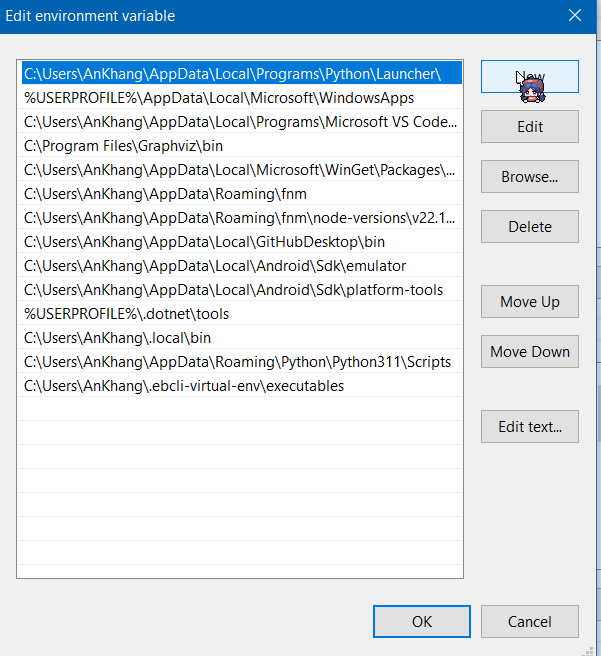 Edit environment variable
C:\Users\AnKhang\AppData\Local\Programs\Python\Launcher\
%USERPROFILE%\AppData\Local\Microsoft\WindowsApps
C:\Users\AnKhang\AppData\Local\Programs\Microsoft VS Code...
C:\Program Files\Graphviz\bin
C:\Users\AnKhang\AppData\Local\Microsoft\WinGet\Packages\...
C:\Users\AnKhang\AppData\Roaming\fnm
C:\Users\AnKhang\AppData\Roaming\fnm\node-versions\v22.1...
C:\Users\AnKhang\AppData\Local\GitHubDesktop\bin
C:\Users\AnKhang\AppData\Local\Android\Sdk\emulator
C:\Users\AnKhang\AppData\Local\Android\Sdk\platform-tools
%USERPROFILE%\.dotnet\tools
C:\Users\AnKhang\.local\bin
C:\Users\AnKhang\AppData\Roaming\Python\Python311\Scripts
C:\Users\AnKhang\.ebcli-virtual-env\executables
New
Edit
Browse...
Delete
Move Up
Move Down
Edit text...
OK
Cancel